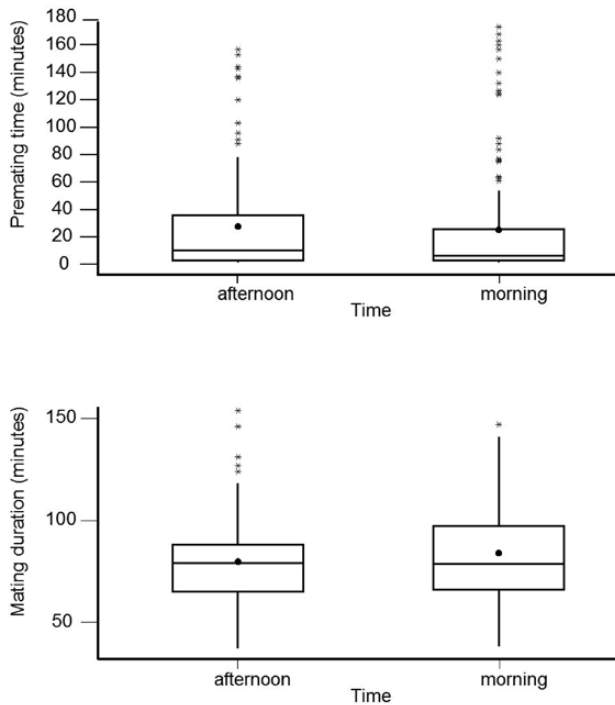 Premating time (minutes)
180
160
140
120
100
80
60
40
20
0
afternoon
morning
Time
Mating duration (minutes)
150
100
50
afternoon
morning
Time